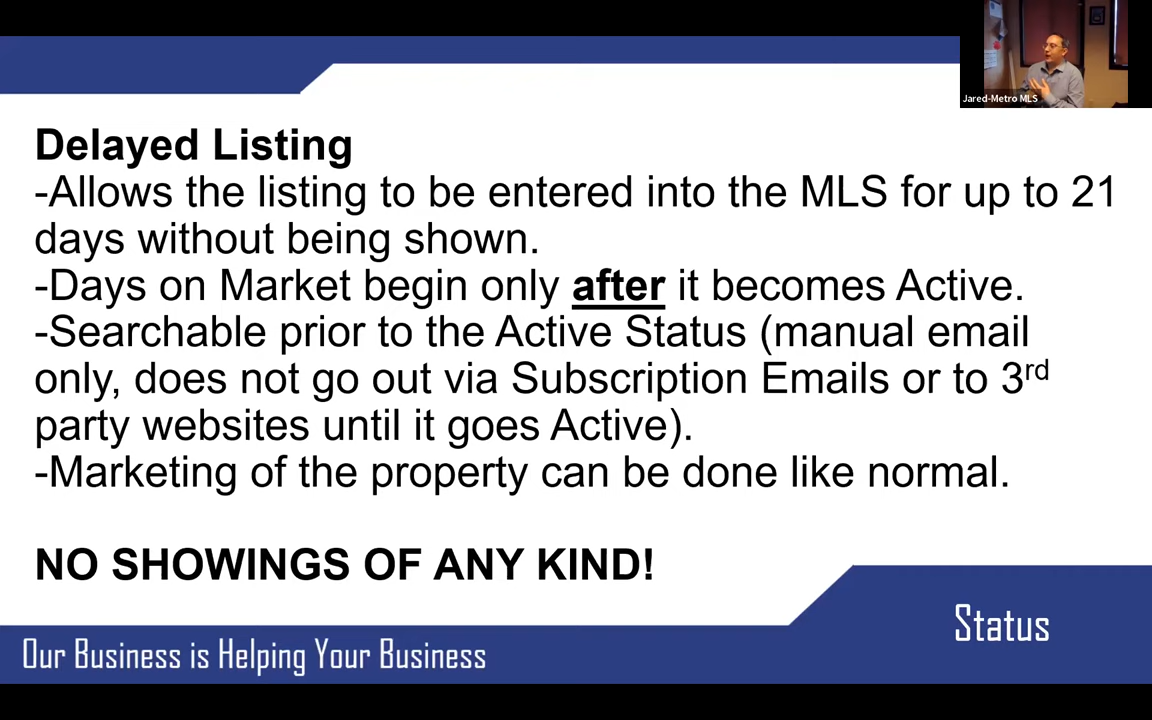 Jared-Metro MLS
Delayed Listing
-Allows the listing to be entered into the MLS for up to 21
days without being shown.
-Days on Market begin only after it becomes Active.
-Searchable prior to the Active Status (manual email
only, does not go out via Subscription Emails or to 3rd
party websites until it goes Active).
-Marketing of the property can be done like normal.
NO SHOWINGS OF ANY KIND!
Status
Our Business is Helping Your Business